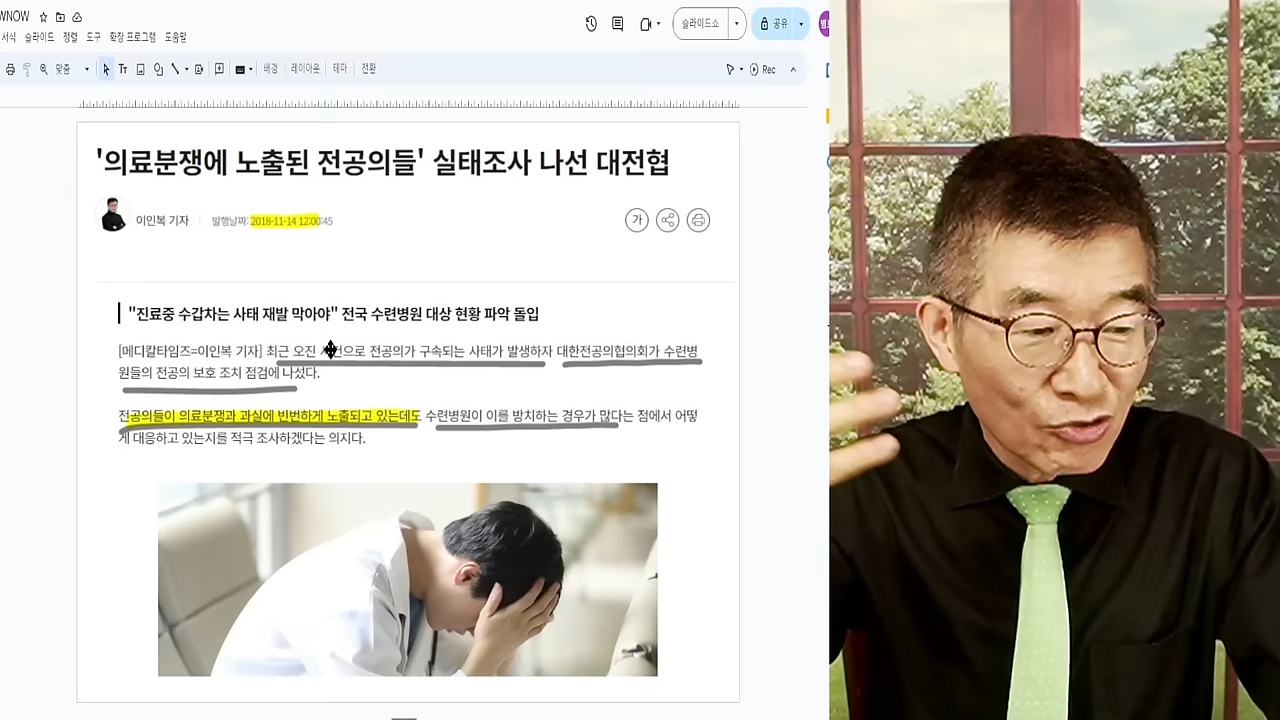 WNOW
서식 슬라이드 정렬 도구 확장 프로그램 도움말
슬라이드쇼
공유
맞춤
Tт
배경 레이아웃 테마 전환
Rec
'의료분쟁에 노출된 전공의들' 실태조사 나선 대전협
이인복 기자 발행날짜: 2018-11-14 12:00:45
가
"진료중 수갑차는 사태 재발 막아야" 전국 수련병원 대상 현황 파악 돌입
[메디칼타임즈=이인복 기자] 최근 오진 사건으로 전공의가 구속되는 사태가 발생하자 대한전공의협의회가 수련병
원들의 전공의 보호 조치 점검에 나섰다.
전공의들이 의료분쟁과 과실에 빈번하게 노출되고 있는데도 수련병원이 이를 방치하는 경우가 많다는 점에서 어떻
게 대응하고 있는지를 적극 조사하겠다는 의지다.